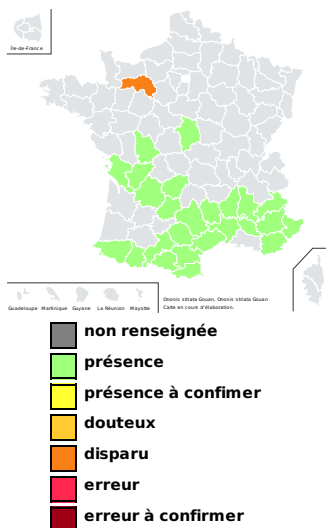 Île-de-France
Ononis striata Gouan, Ononis striata Gouan
Carte en cours d'élaboration.
Guadeloupe Martinique Guyane La Réunion Mayotte
non renseignée
présence
présence à confimer
douteux
disparu
erreur
erreur à confirmer